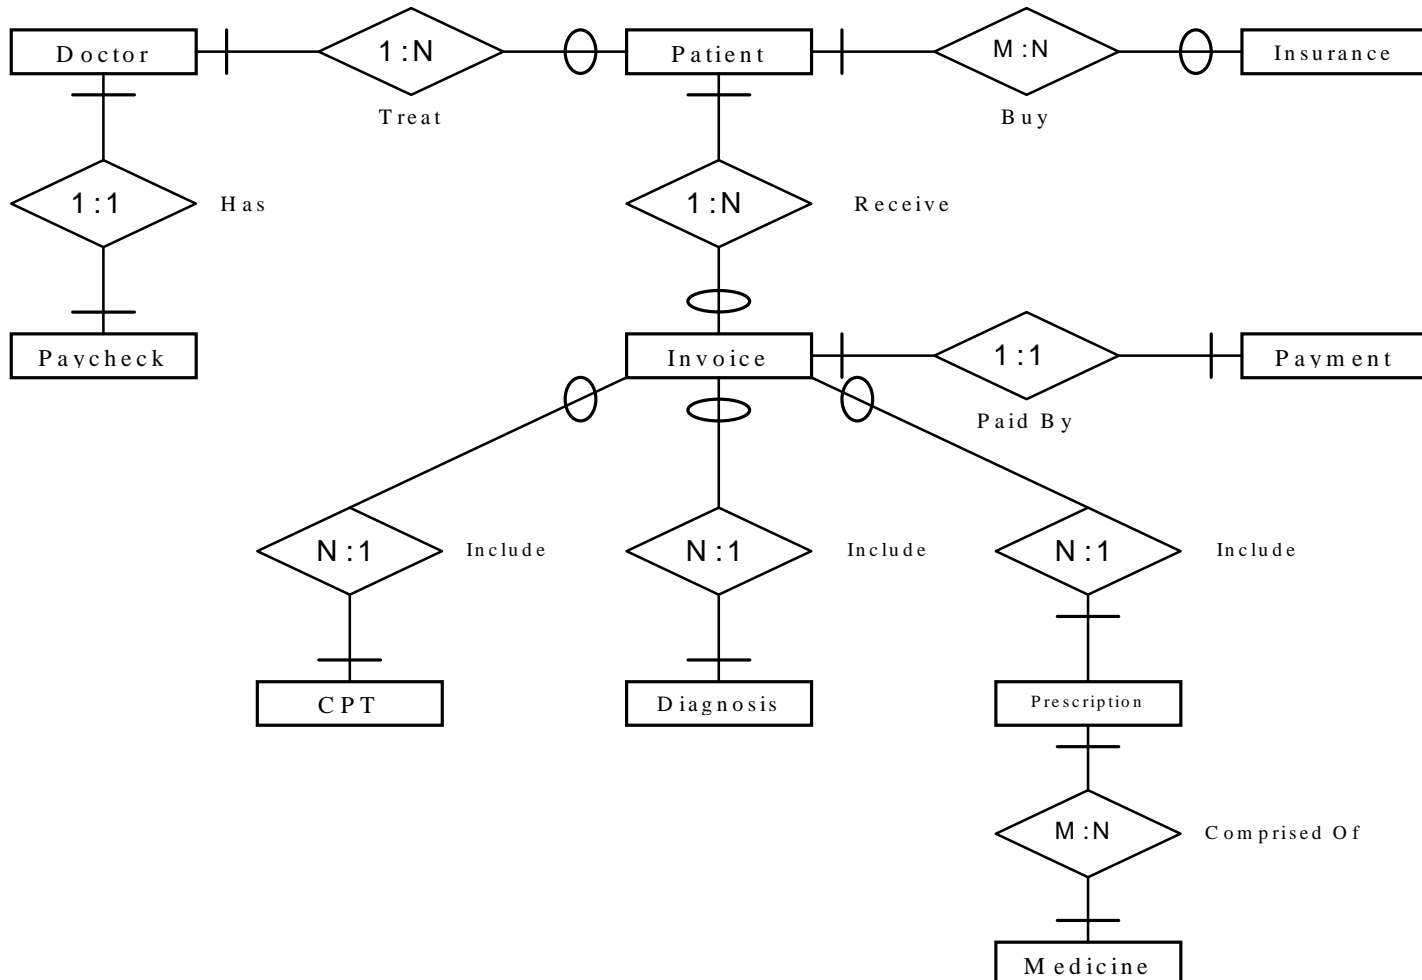 Doctor
1:N
Patient
M:N
Insurance
Treat
Buy
1:1
Has
1:N
Receive
Paycheck
Invoice
1:1
Payment
Paid By
N:1
Include
N:1
Include
N:1
Include
CPT
Diagnosis
Prescription
M:N
Comprised Of
Medicine